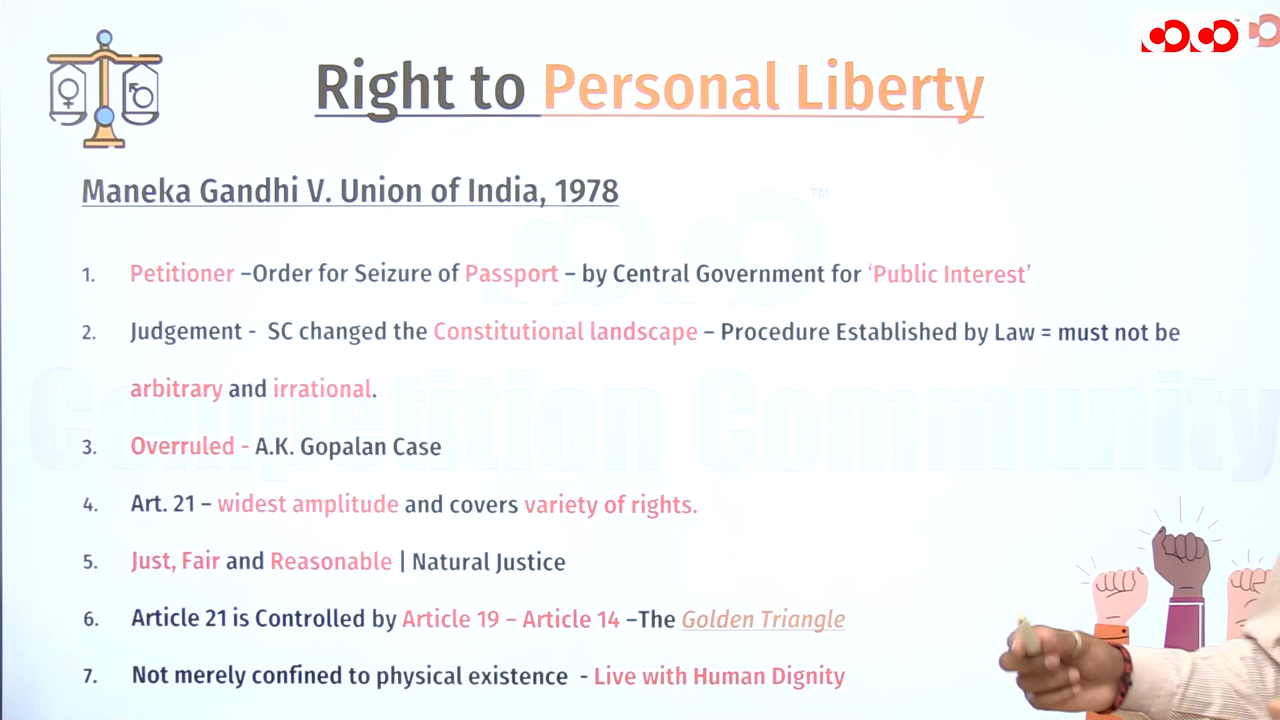 Right to Personal Liberty
Maneka Gandhi V. Union of India, 1978
TM
1. Petitioner –Order for Seizure of Passport – by Central Government for ‘Public Interest’
2. Judgement - SC changed the Constitutional landscape – Procedure Established by Law = must not be
arbitrary and irrational.
Competition Community
3. Overruled - A.K. Gopalan Case
4. Art. 21 – widest amplitude and covers variety of rights.
5. Just, Fair and Reasonable | Natural Justice
6. Article 21 is Controlled by Article 19 – Article 14 –The Golden Triangle
7. Not merely confined to physical existence - Live with Human Dignity